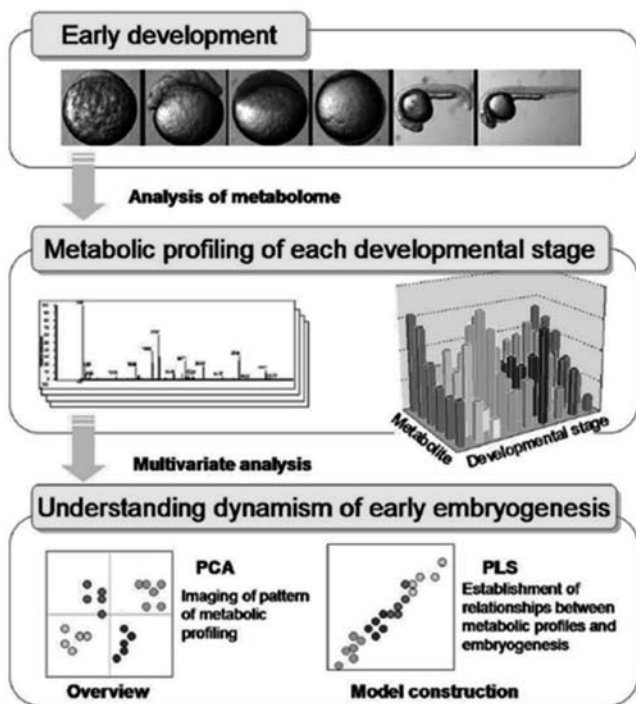 Early development
Analysis of metabolome
Metabolic profiling of each developmental stage
Metabolite
Developmental stage
Multivariate analysis
Understanding dynamism of early embryogenesis
PCA
Imaging of pattern
of metabolic
profiling
Overview
PLS
Establishment of
relationships between
metabolic profiles and
embryogenesis
Model construction